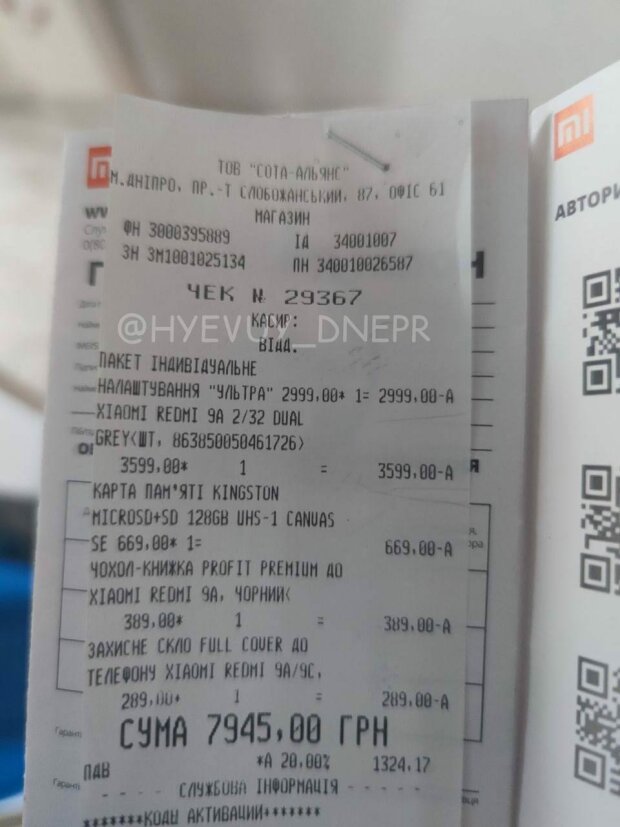 ТОВ "СОТА-АЛЬЯНС"
М.ДНІПРО, ПР.-Т СЛОБОЖАНСЬКИЙ, 87, ОФІС 61
МАГАЗИН
ФН 3000395889 ІД 34001007
ЗН ЗМ1001025134 ПН 340010026587
ЧЕК № 29367
@HYEVUY_DNEPR
КАСИР:
ВІДД.
ПАКЕТ ІНДИВІДУАЛЬНЕ
НАЛАШТУВАННЯ "УЛЬТРА" 2999,00* 1= 2999,00-А
XIAOMI REDMI 9A 2/32 DUAL
GREY<ШТ, 863850050461726>
3599,00* 1 = 3599,00-А
КАРТА ПАМ'ЯТІ KINGSTON
MICROSD+SD 128GB UHS-1 CANUAS
SE 669,00* 1= 669,00-А
ЧОХОЛ-КНИЖКА PROFIT PREMIUM ДО
XIAOMI REDMI 9A, ЧОРНИЙ<
389,00* 1 = 389,00-А
ЗАХИСНЕ СКЛО FULL COVER ДО
ТЕЛЕФОНУ XIAOMI REDMI 9A/9C,
289,00* 1 = 289,00-А
СУМА 7945,00 ГРН
ПДВ *А 20,00% 1324,17
- - - - СЛУЖБОВА ІНФОРМАЦІЯ - - - - -
*******КОДЫ АКТИВАЦИИ*******
MI
АВТОРИ